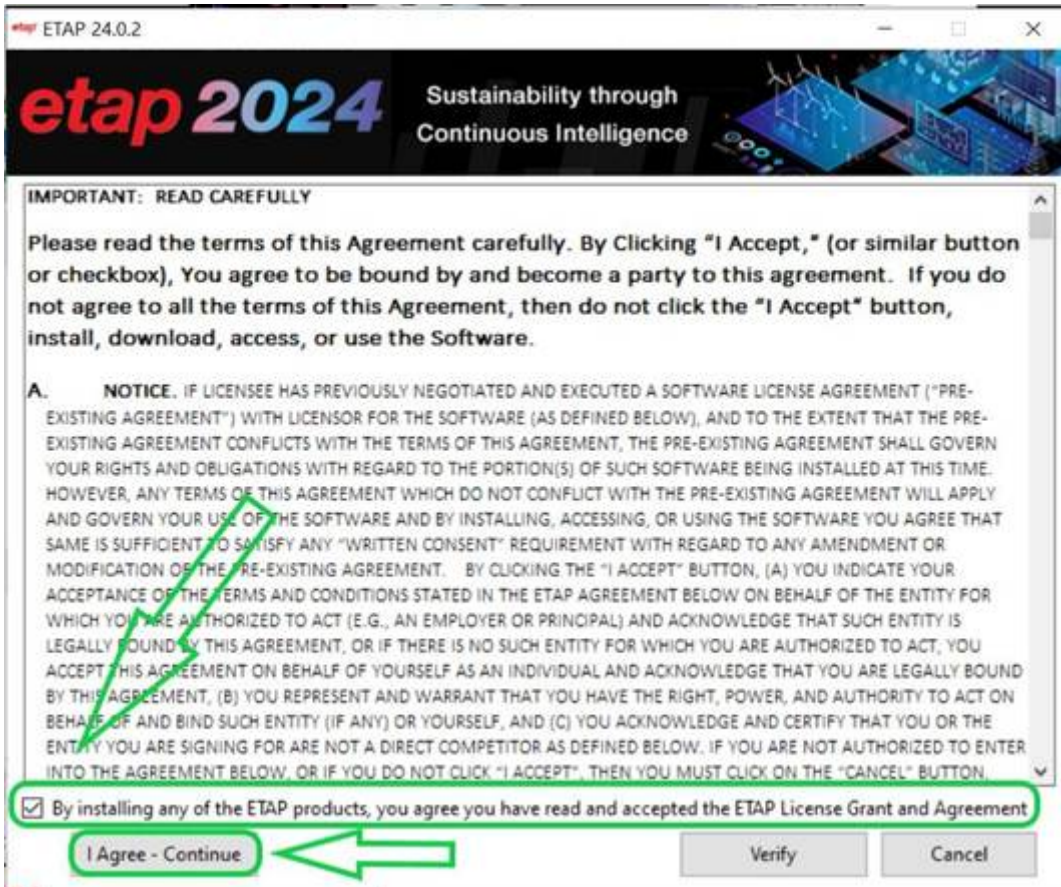 etap ETAP 24.0.2
etap 2024
Sustainability through
Continuous Intelligence
IMPORTANT: READ CAREFULLY
Please read the terms of this Agreement carefully. By Clicking “I Accept,” (or similar button
or checkbox), You agree to be bound by and become a party to this agreement. If you do
not agree to all the terms of this Agreement, then do not click the “I Accept” button,
install, download, access, or use the Software.
A. NOTICE. IF LICENSEE HAS PREVIOUSLY NEGOTIATED AND EXECUTED A SOFTWARE LICENSE AGREEMENT (“PRE-
EXISTING AGREEMENT”) WITH LICENSOR FOR THE SOFTWARE (AS DEFINED BELOW), AND TO THE EXTENT THAT THE PRE-
EXISTING AGREEMENT CONFLICTS WITH THE TERMS OF THIS AGREEMENT, THE PRE-EXISTING AGREEMENT SHALL GOVERN
YOUR RIGHTS AND OBLIGATIONS WITH REGARD TO THE PORTION(S) OF SUCH SOFTWARE BEING INSTALLED AT THIS TIME.
HOWEVER, ANY TERMS OF THIS AGREEMENT WHICH DO NOT CONFLICT WITH THE PRE-EXISTING AGREEMENT WILL APPLY
AND GOVERN YOUR USE OF THE SOFTWARE AND BY INSTALLING, ACCESSING, OR USING THE SOFTWARE YOU AGREE THAT
SAME IS SUFFICIENT TO SATISFY ANY “WRITTEN CONSENT” REQUIREMENT WITH REGARD TO ANY AMENDMENT OR
MODIFICATION OF THE PRE-EXISTING AGREEMENT. BY CLICKING THE “I ACCEPT” BUTTON, (A) YOU INDICATE YOUR
ACCEPTANCE OF THE TERMS AND CONDITIONS STATED IN THE ETAP AGREEMENT BELOW ON BEHALF OF THE ENTITY FOR
WHICH YOU ARE AUTHORIZED TO ACT (E.G., AN EMPLOYER OR PRINCIPAL) AND ACKNOWLEDGE THAT SUCH ENTITY IS
LEGALLY BOUND BY THIS AGREEMENT, OR IF THERE IS NO SUCH ENTITY FOR WHICH YOU ARE AUTHORIZED TO ACT, YOU
ACCEPT THIS AGREEMENT ON BEHALF OF YOURSELF AS AN INDIVIDUAL AND ACKNOWLEDGE THAT YOU ARE LEGALLY BOUND
BY THIS AGREEMENT, (B) YOU REPRESENT AND WARRANT THAT YOU HAVE THE RIGHT, POWER, AND AUTHORITY TO ACT ON
BEHALF OF AND BIND SUCH ENTITY (IF ANY) OR YOURSELF, AND (C) YOU ACKNOWLEDGE AND CERTIFY THAT YOU OR THE
ENTITY YOU ARE SIGNING FOR ARE NOT A DIRECT COMPETITOR AS DEFINED BELOW. IF YOU ARE NOT AUTHORIZED TO ENTER
INTO THE AGREEMENT BELOW, OR IF YOU DO NOT CLICK “I ACCEPT”, THEN YOU MUST CLICK ON THE “CANCEL” BUTTON.
By installing any of the ETAP products, you agree you have read and accepted the ETAP License Grant and Agreement
I Agree - Continue
Verify
Cancel